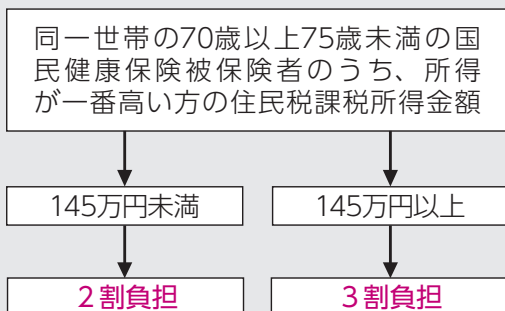 同一世帯の70歳以上75歳未満の国
民健康保険被保険者のうち、所得
が一番高い方の住民税課税所得金額
145万円未満
145万円以上
2割負担
3割負担